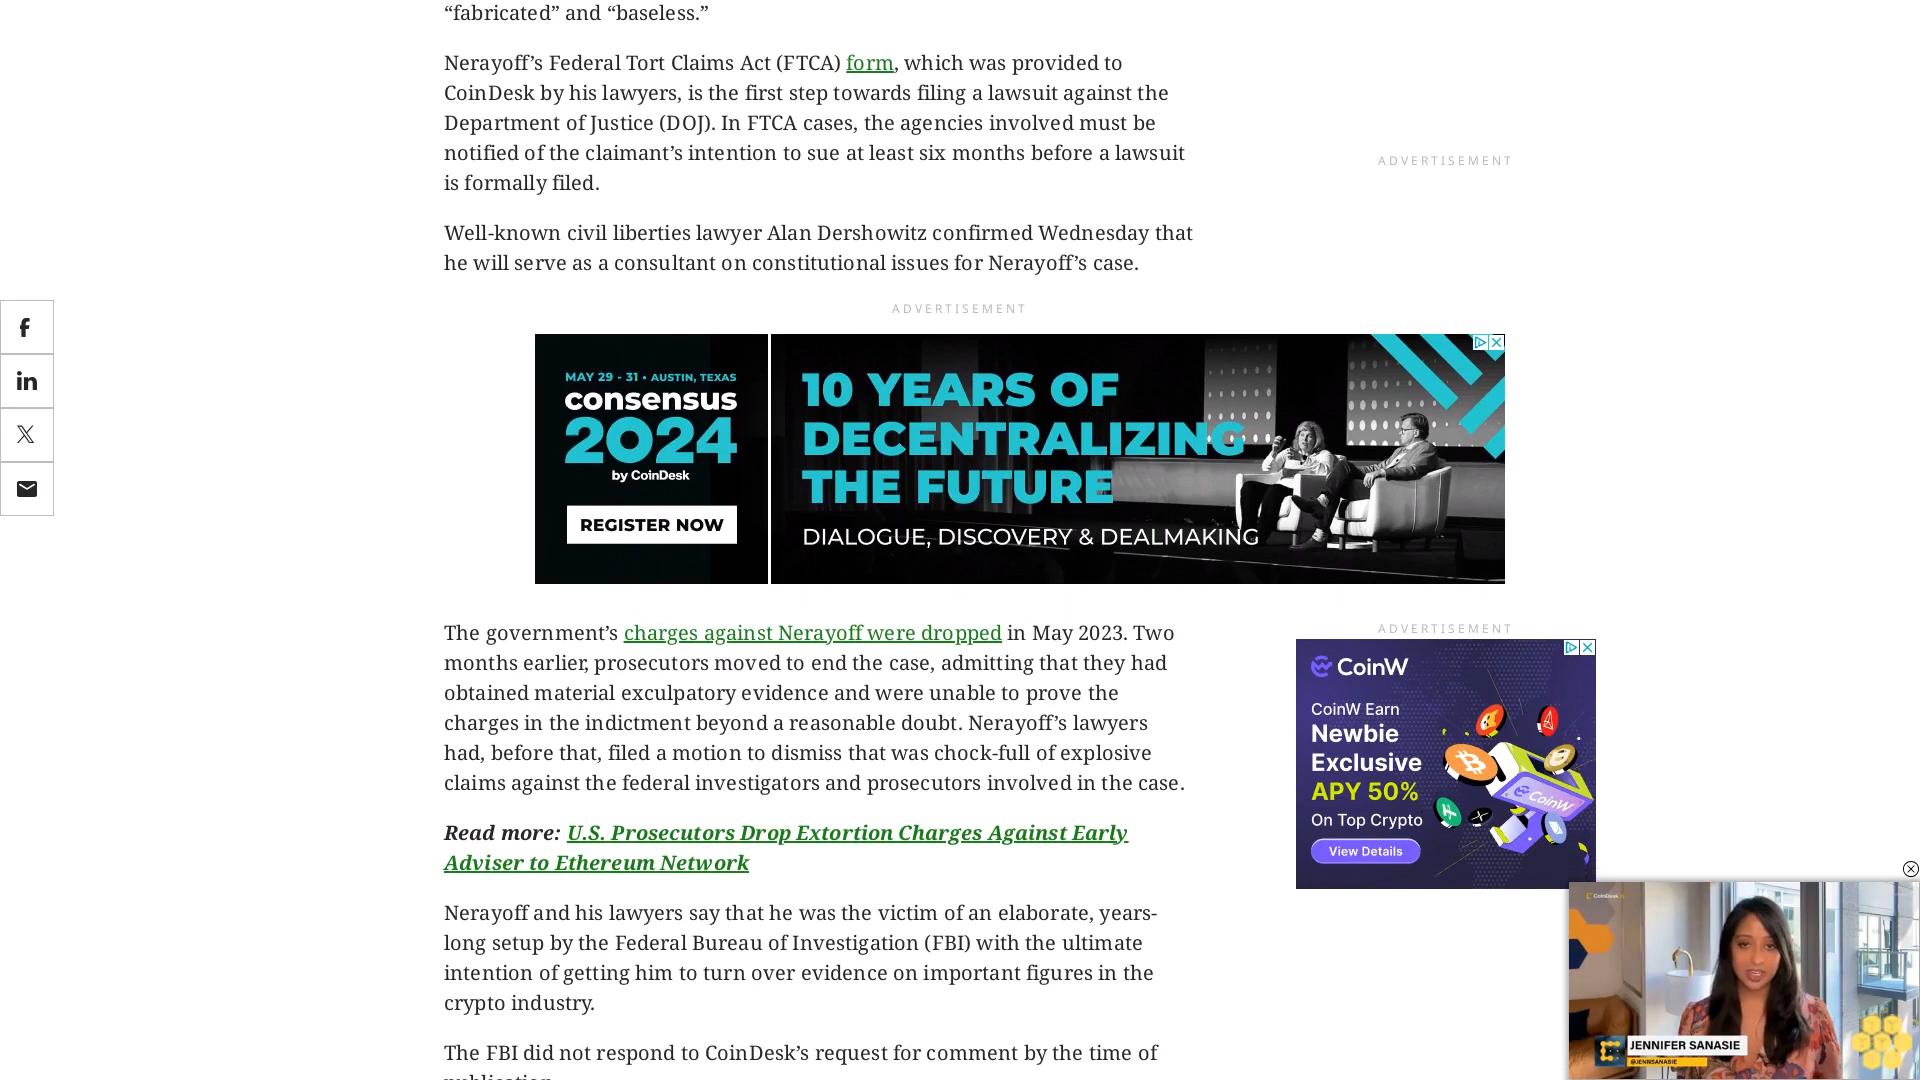 “fabricated” and “baseless.”
Nerayoff’s Federal Tort Claims Act (FTCA) form, which was provided to
CoinDesk by his lawyers, is the first step towards filing a lawsuit against the
Department of Justice (DOJ). In FTCA cases, the agencies involved must be
notified of the claimant’s intention to sue at least six months before a lawsuit
is formally filed.
ADVERTISEMENT
Well-known civil liberties lawyer Alan Dershowitz confirmed Wednesday that
he will serve as a consultant on constitutional issues for Nerayoff’s case.
ADVERTISEMENT
MAY 29 - 31 • AUSTIN, TEXAS
consensus
2024
by CoinDesk
REGISTER NOW
10 YEARS OF
DECENTRALIZING
THE FUTURE
DIALOGUE, DISCOVERY & DEALMAKING
The government’s charges against Nerayoff were dropped in May 2023. Two
months earlier, prosecutors moved to end the case, admitting that they had
obtained material exculpatory evidence and were unable to prove the
charges in the indictment beyond a reasonable doubt. Nerayoff’s lawyers
had, before that, filed a motion to dismiss that was chock-full of explosive
claims against the federal investigators and prosecutors involved in the case.
Read more: U.S. Prosecutors Drop Extortion Charges Against Early
Adviser to Ethereum Network
Nerayoff and his lawyers say that he was the victim of an elaborate, years-
long setup by the Federal Bureau of Investigation (FBI) with the ultimate
intention of getting him to turn over evidence on important figures in the
crypto industry.
The FBI did not respond to CoinDesk’s request for comment by the time of
ADVERTISEMENT
CoinW
CoinW Earn
Newbie
Exclusive
APY 50%
On Top Crypto
View Details
CoinW
CoinDesk
JENNIFER SANASIE
@JENNSANASIE